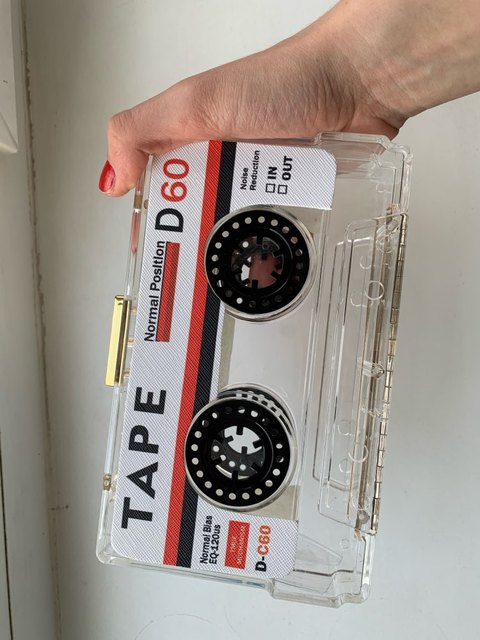 TAPE
Normal Position
D60
Noise
Reduction
IN
OUT
Normal Bias
EQ-120us
D-C60